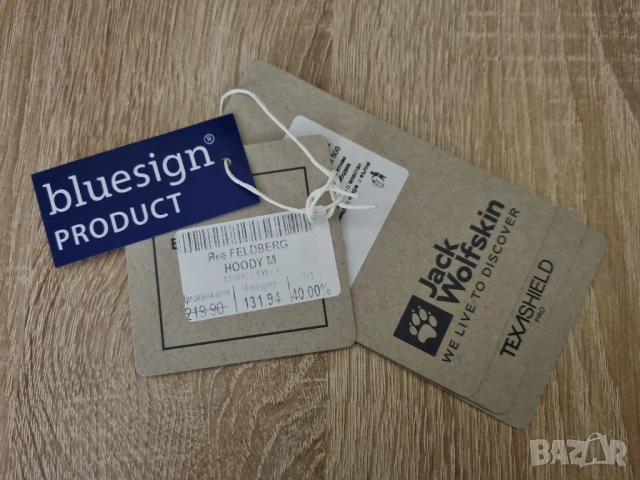 bluesign®
PRODUCT
Яке FELDBERG
HOODY M
219.90
131.94
40.00%
Jack
Wolfskin
WE LIVE TO DISCOVER
TEXASHIELD
PRO
BAZAR